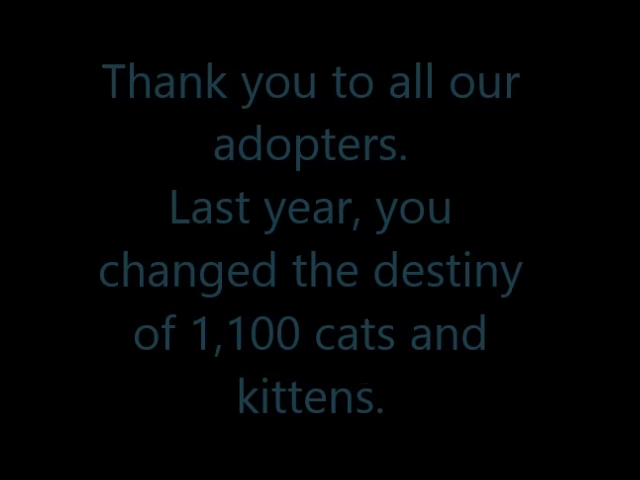 Thank you to all our
adopters.
Last year, you
changed the destiny
of 1,100 cats and
kittens.